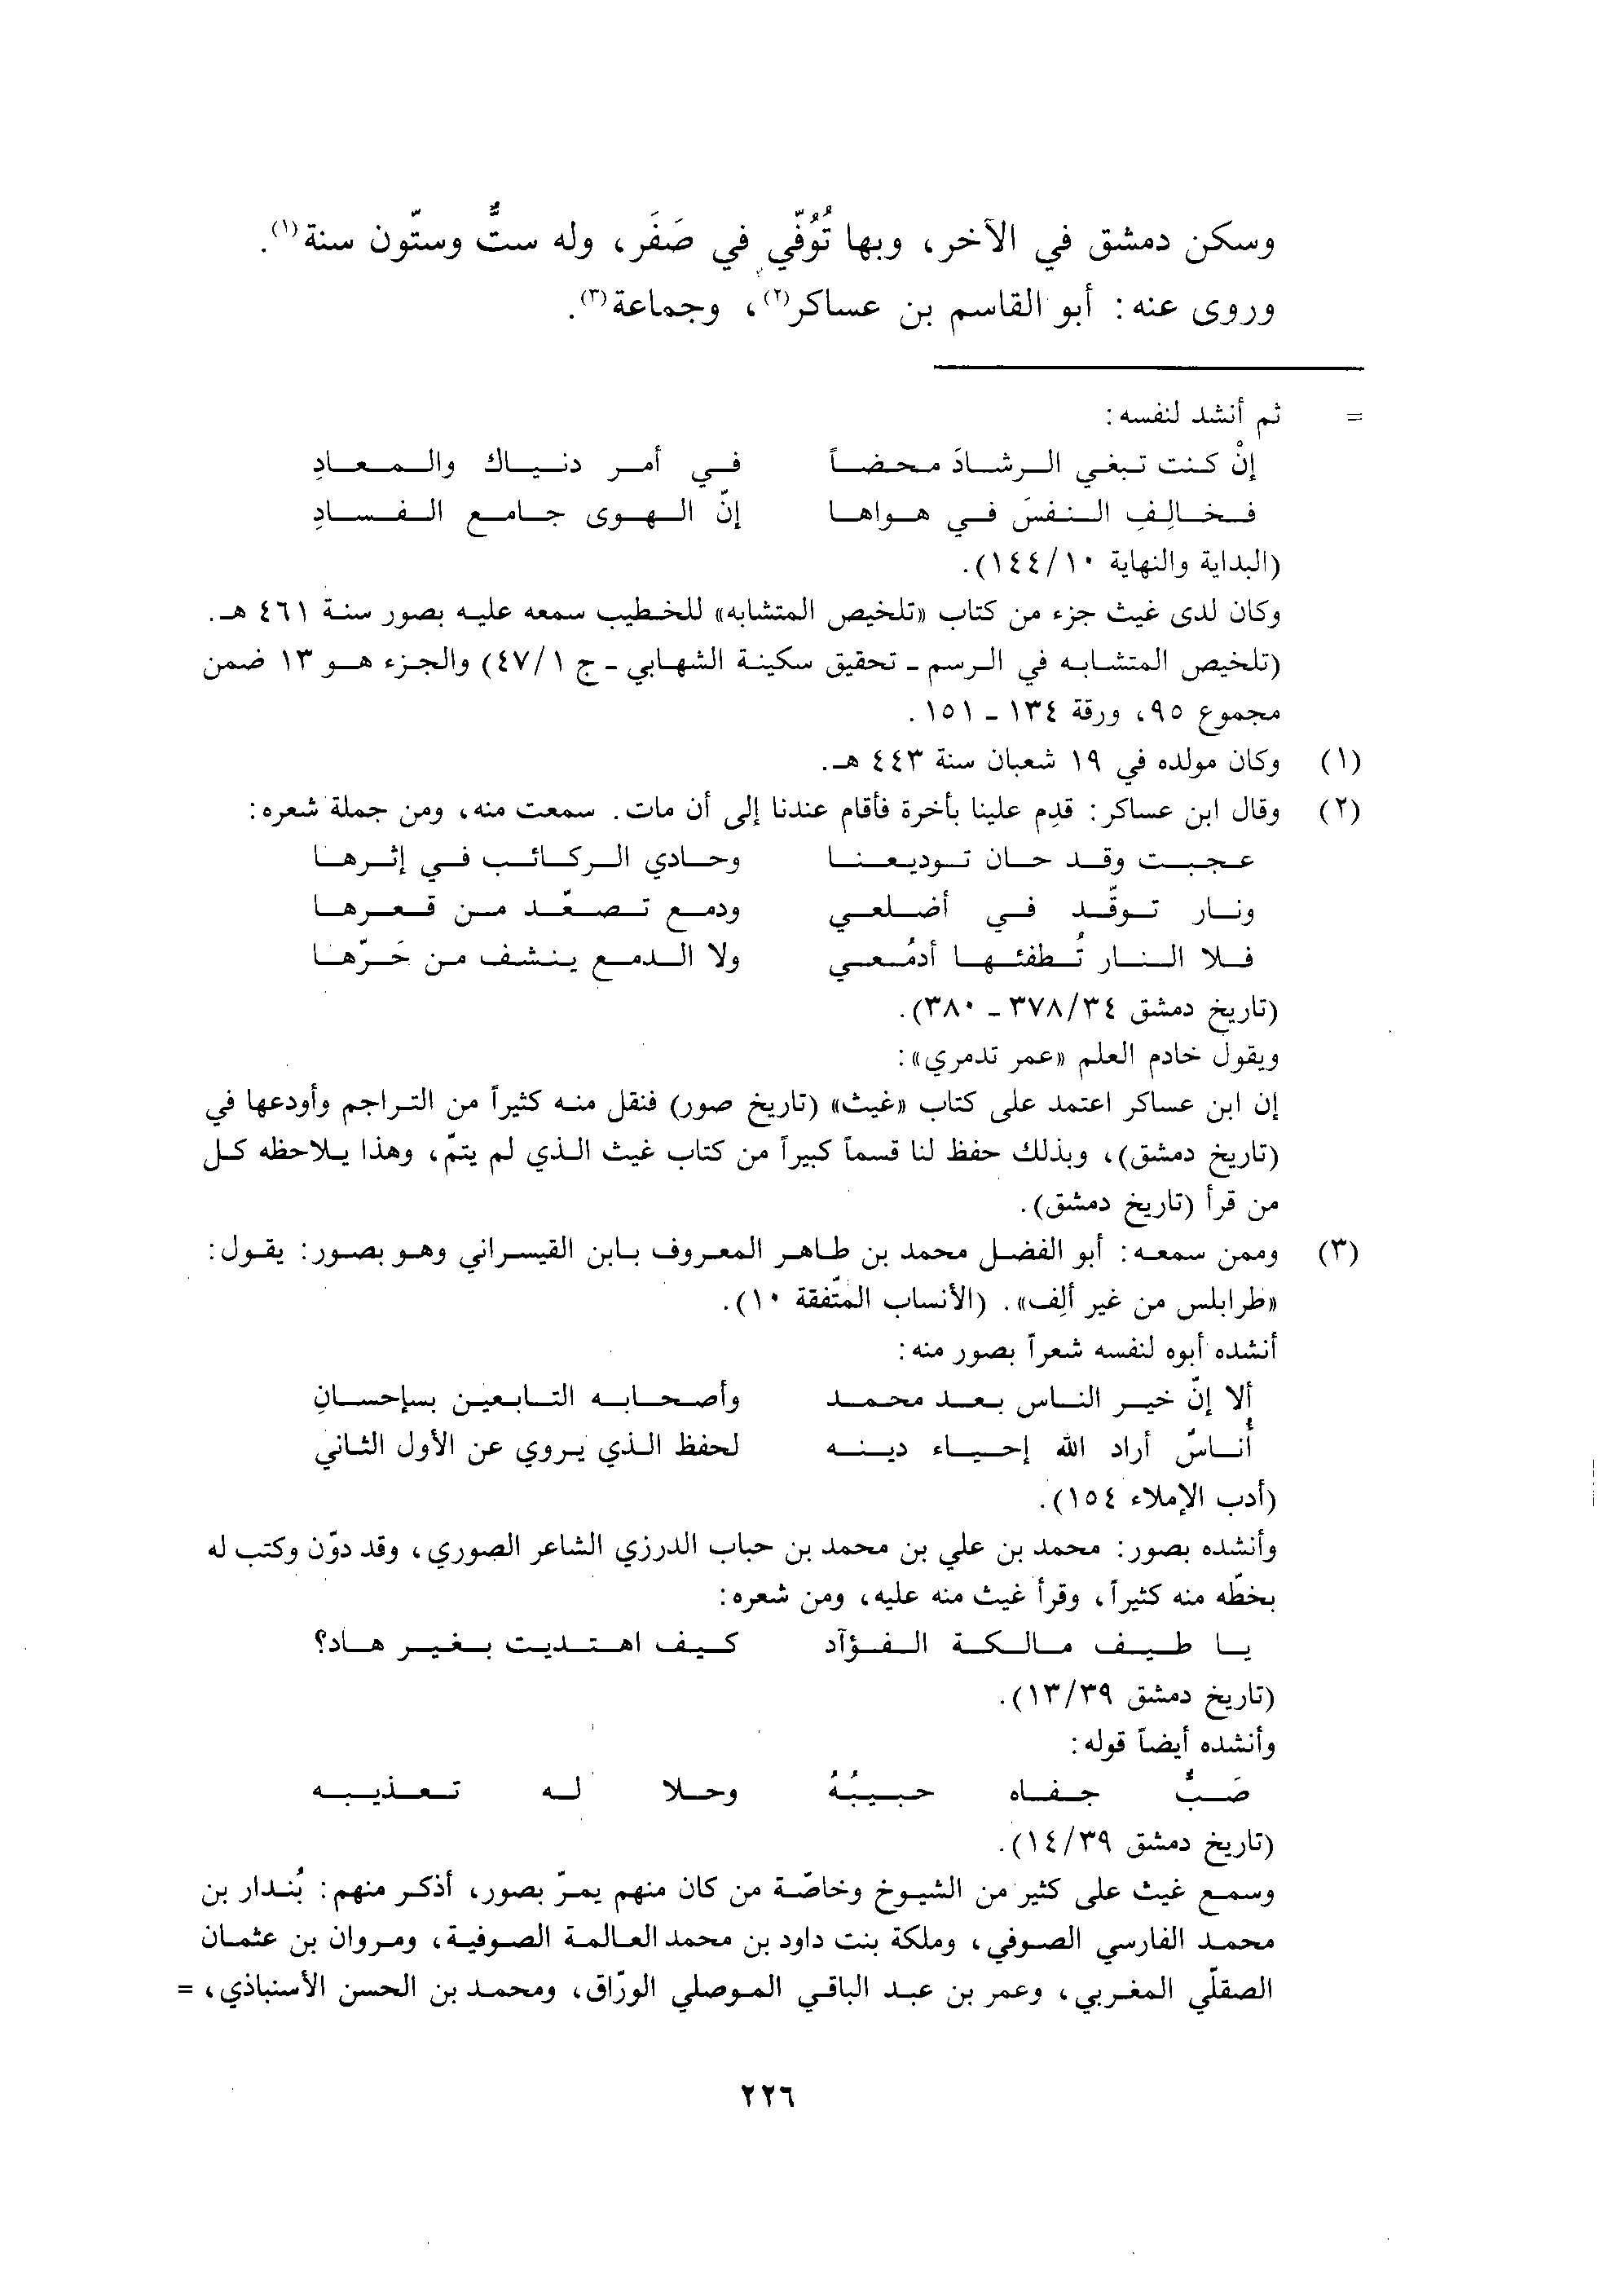 وسكن دمشق في الآخر، وبها تُوُفّي في صَفَر، وله ستٌّ وستّون سنة(١).
وروى عنه: أبو القاسم بن عساكر(٢)، وجماعة(٣).
= ثم أنشد لنفسه:
إنْ كنت تبغي الرشادَ محضاً في أمر دنياك والمعادِ
فخالِفِ النفسَ في هواها إنّ الهوى جامع الفسادِ
(البداية والنهاية ١٤٤/١٠).
وكان لدى غيث جزء من كتاب «تلخيص المتشابه» للخطيب سمعه عليه بصور سنة ٤٦١ هـ.
(تلخيص المتشابه في الرسم ـ تحقيق سكينة الشهابي ـ ج ٤٧/١) والجزء هو ١٣ ضمن
مجموع ٩٥، ورقة ١٣٤ ـ ١٥١.
(١) وكان مولده في ١٩ شعبان سنة ٤٤٣ هـ.
(٢) وقال ابن عساكر: قدِم علينا بأخرة فأقام عندنا إلى أن مات. سمعت منه، ومن جملة شعره:
عجبت وقد حان توديعنا وحادي الركائب في إثرها
ونار توقّد في أضلعي ودمع تصعّد من قعرها
فلا النار تُطفئها أدمُعي ولا الدمع ينشف من حَرّها
(تاريخ دمشق ٣٧٨/٣٤ ـ ٣٨٠).
ويقول خادم العلم «عمر تدمري»:
إن ابن عساكر اعتمد على كتاب «غيث» (تاريخ صور) فنقل منه كثيراً من التراجم وأودعها في
(تاريخ دمشق)، وبذلك حفظ لنا قسماً كبيراً من كتاب غيث الذي لم يتمّ، وهذا يلاحظه كل
من قرأ (تاريخ دمشق).
(٣) وممن سمعه: أبو الفضل محمد بن طاهر المعروف بابن القيسراني وهو بصور: يقول:
«طرابلس من غير ألِف». (الأنساب المتّفقة ١٠).
أنشده أبوه لنفسه شعراً بصور منه:
ألا إنّ خير الناس بعد محمد وأصحابه التابعين بإحسانِ
أُناسٌ أراد الله إحياء دينه لحفظ الذي يروي عن الأول الثاني
(أدب الإملاء ١٥٤).
وأنشده بصور: محمد بن علي بن محمد بن حباب الدرزي الشاعر الصوري، وقد دوّن وكتب له
بخطّه منه كثيراً، وقرأ غيث منه عليه، ومن شعره:
يا طيف مالكة الفؤآد كيف اهتديت بغير هاد؟
(تاريخ دمشق ١٣/٣٩).
وأنشده أيضاً قوله:
صَبٌّ جفاه حبيبُهُ وحلا له تعذيبه
(تاريخ دمشق ١٤/٣٩).
وسمع غيث على كثير من الشيوخ وخاصّة من كان منهم يمرّ بصور، أذكر منهم: بُندار بن
محمد الفارسي الصوفي، وملكة بنت داود بن محمد العالمة الصوفية، ومروان بن عثمان
الصقلّي المغربي، وعمر بن عبد الباقي الموصلي الورّاق، ومحمد بن الحسن الأسنباذي، =
٢٢٦